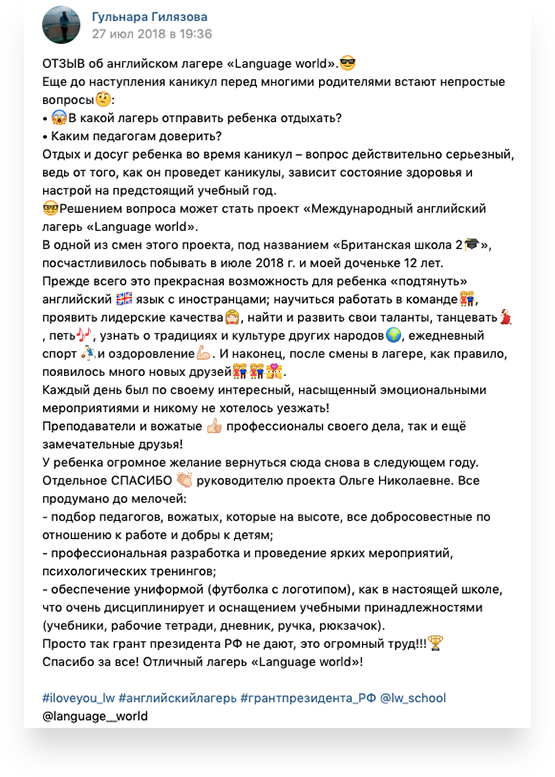 Гульнара Гилязова
27 июл 2018 в 19:36
ОТЗЫВ об английском лагере «Language world».😎
Еще до наступления каникул перед многими родителями встают непростые
вопросы🤔:
• 😱В какой лагерь отправить ребенка отдыхать?
• Каким педагогам доверить?
Отдых и досуг ребенка во время каникул – вопрос действительно серьезный,
ведь от того, как он проведет каникулы, зависит состояние здоровья и
настрой на предстоящий учебный год.
🤓Решением вопроса может стать проект «Международный английский
лагерь «Language world».
В одной из смен этого проекта, под названием «Британская школа 2🎓»,
посчастливилось побывать в июле 2018 г. и моей доченьке 12 лет.
Прежде всего это прекрасная возможность для ребенка «подтянуть»
английский 🇬🇧 язык с иностранцами; научиться работать в команде👫,
проявить лидерские качества🙆, найти и развить свои таланты, танцевать💃
, петь🎶, узнать о традициях и культуре других народов🌍, ежедневный
спорт ⛹и оздоровление💪. И наконец, после смены в лагере, как правило,
появилось много новых друзей👫👫💏.
Каждый день был по своему интересный, насыщенный эмоциональными
мероприятиями и никому не хотелось уезжать!
Преподаватели и вожатые 👍 профессионалы своего дела, так и ещё
замечательные друзья!
У ребенка огромное желание вернуться сюда снова в следующем году.
Отдельное СПАСИБО 👏 руководителю проекта Ольге Николаевне. Все
продумано до мелочей:
- подбор педагогов, вожатых, которые на высоте, все добросовестные по
отношению к работе и добры к детям;
- профессиональная разработка и проведение ярких мероприятий,
психологических тренингов;
- обеспечение униформой (футболка с логотипом), как в настоящей школе,
что очень дисциплинирует и оснащением учебными принадлежностями
(учебники, рабочие тетради, дневник, ручка, рюкзачок).
Просто так грант президента РФ не дают, это огромный труд!!!🏆
Спасибо за все! Отличный лагерь «Language world»!
#iloveyou_lw #английскийлагерь #грантпрезидента_РФ @lw_school
@language__world